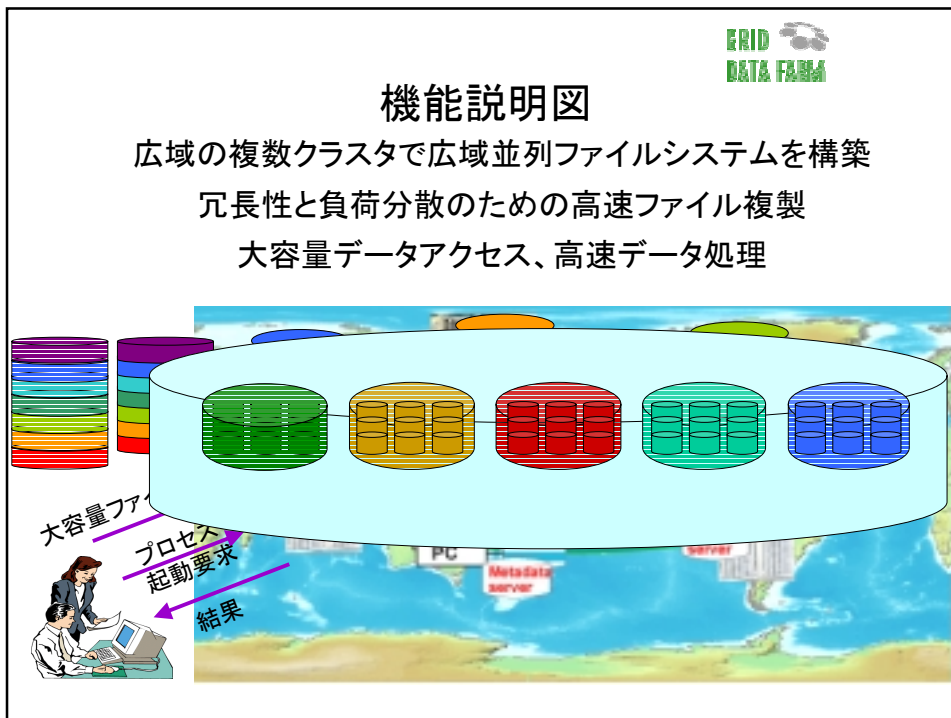 GRID
DATA FARM
機能説明図
広域の複数クラスタで広域並列ファイルシステムを構築
冗長性と負荷分散のための高速ファイル複製
大容量データアクセス、高速データ処理
大容量ファイ
プロセス
起動要求
結果
PC
Metadata
server
server